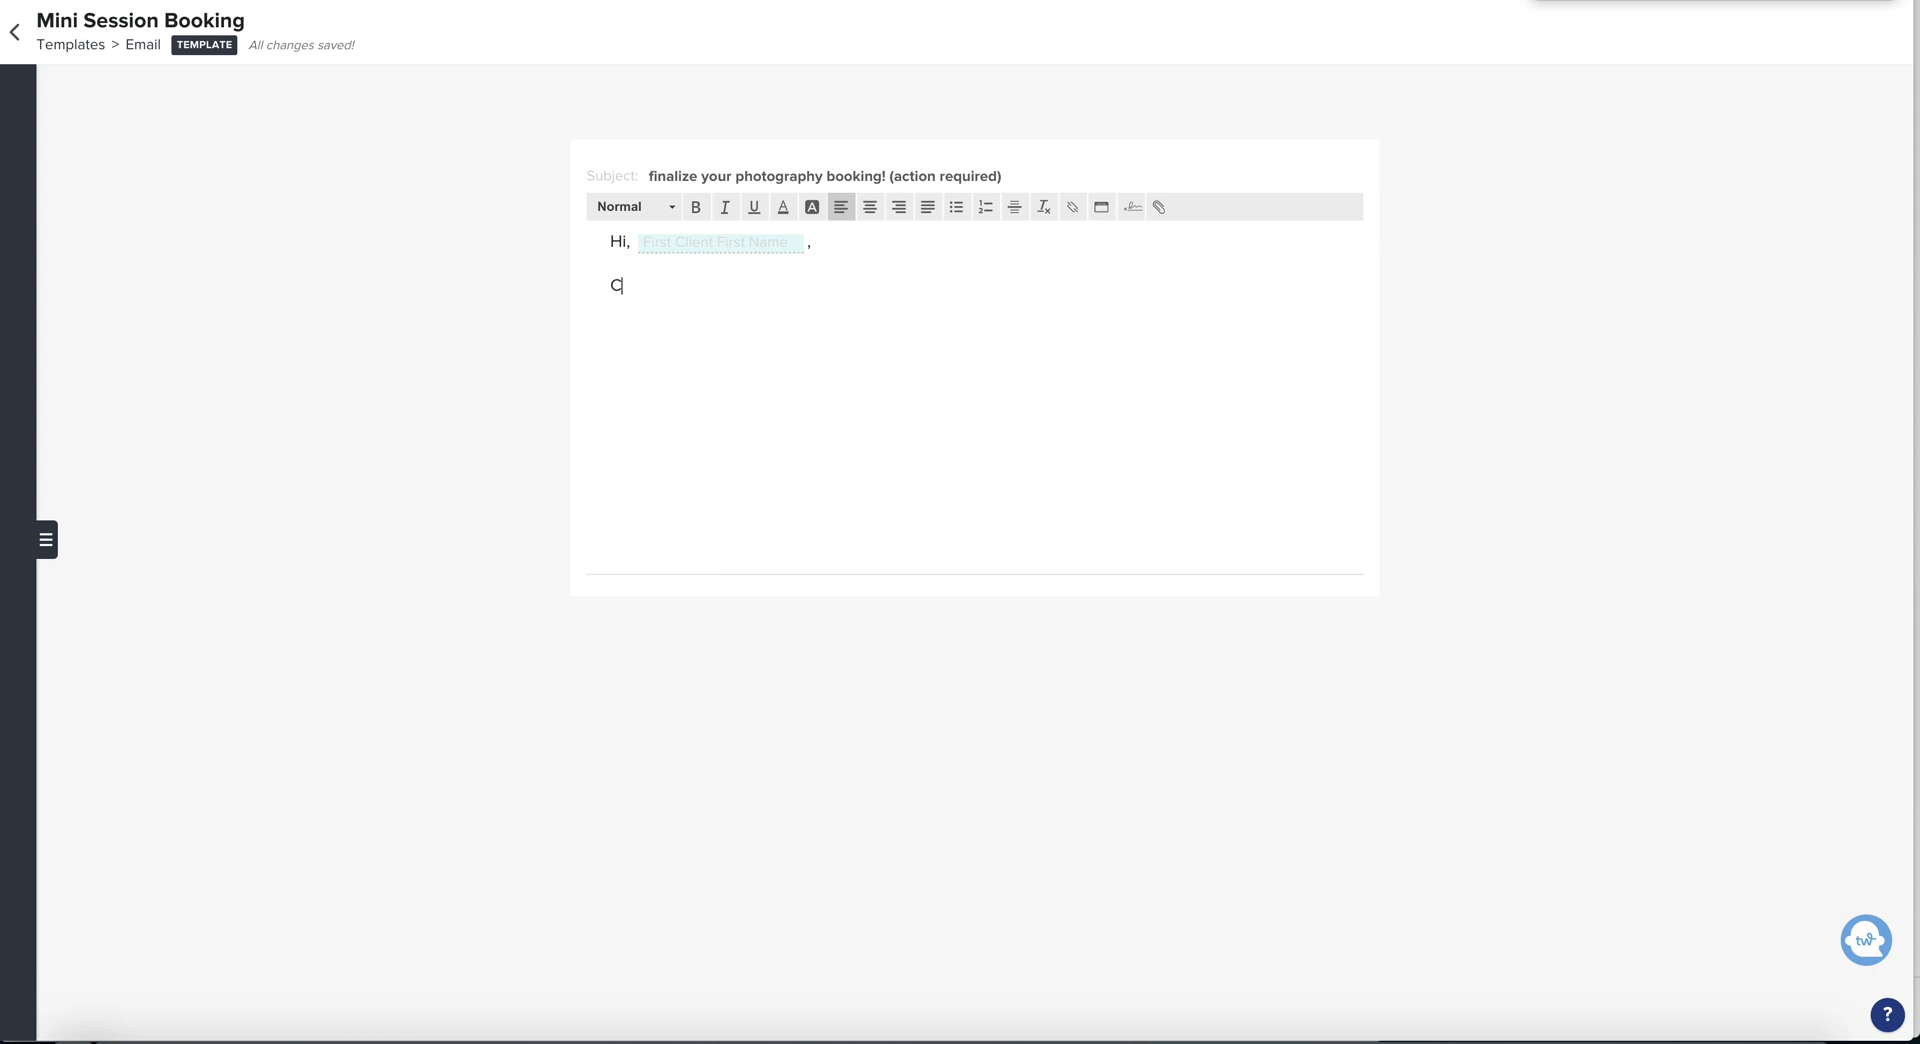 Mini Session Booking
Templates > Email TEMPLATE All changes saved!
Subject: finalize your photography booking! (action required)
Normal B I U A A
Hi, First Client First Name ,
C
tw
?